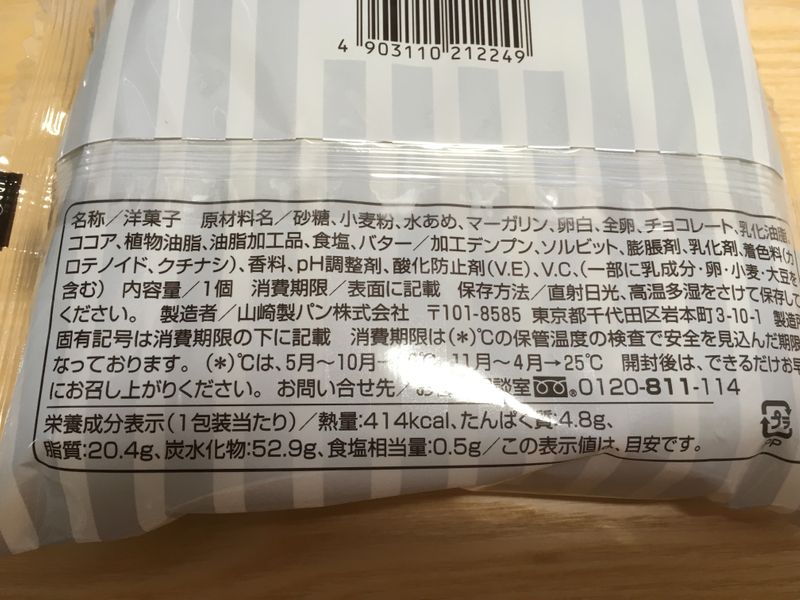 4 903110 212249
名称/洋菓子 原材料名/砂糖、小麦粉、水あめ、マーガリン、卵白、全卵、チョコレート、乳化油脂、
ココア、植物油脂、油脂加工品、食塩、バター/加工デンプン、ソルビット、膨脹剤、乳化剤、着色料(カ
ロテノイド、クチナシ)、香料、pH調整剤、酸化防止剤(V.E)、V.C、(一部に乳成分・卵・小麦・大豆を
含む) 内容量/1個 消費期限/表面に記載 保存方法/直射日光、高温多湿をさけて保存して
ください。 製造者/山崎製パン株式会社 〒101-8585 東京都千代田区岩本町3-10-1 製造所
固有記号は消費期限の下に記載 消費期限は(*)℃の保管温度の検査で安全を見込んだ期限
なっております。(*)℃は、5月〜10月→ ℃、11月〜4月→25℃ 開封後は、できるだけお早
にお召し上がりください。 お問い合せ先/お 談室 0120-811-114
栄養成分表示(1包装当たり)/熱量:414kcal、たんぱく質:4.8g、
脂質:20.4g、炭水化物:52.9g、食塩相当量:0.5g/この表示値は、目安です。
プラ